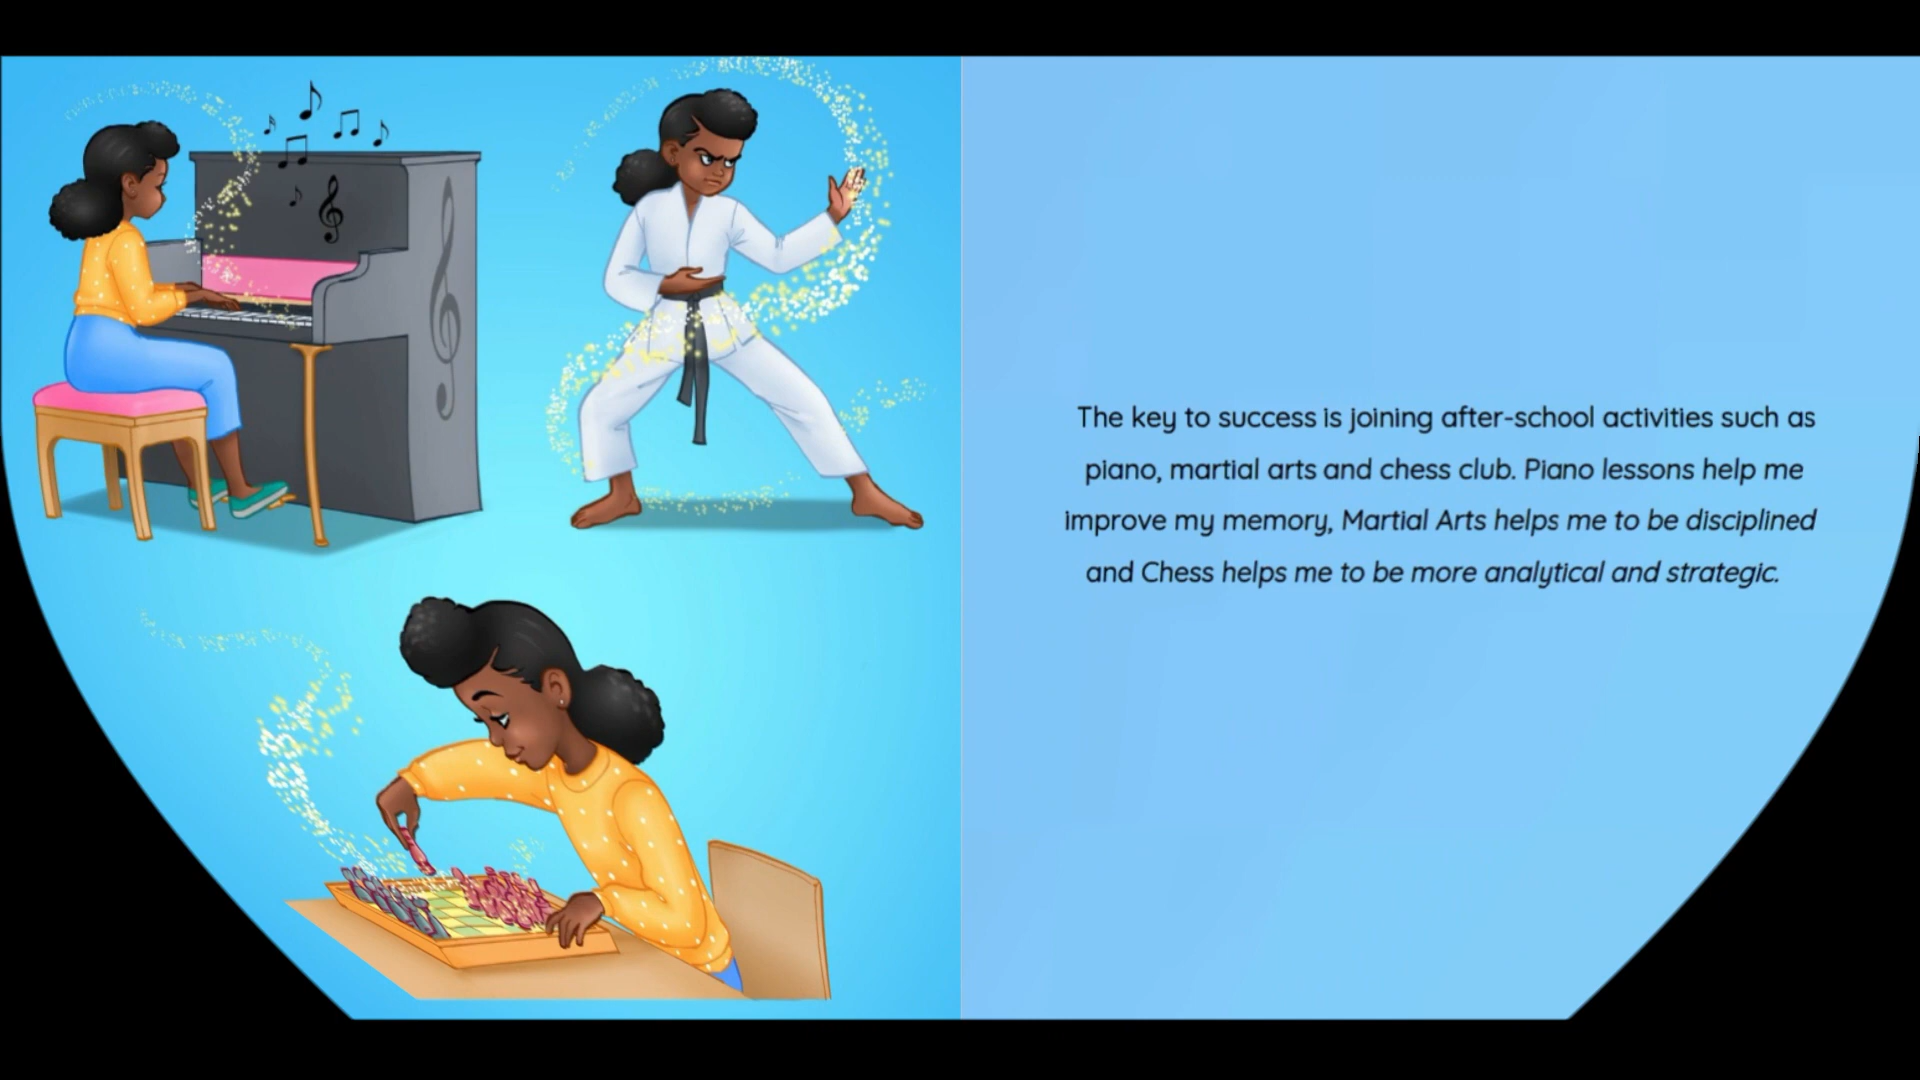 The key to success is joining after-school activities such as
piano, martial arts and chess club. Piano lessons help me
improve my memory, Martial Arts helps me to be disciplined
and Chess helps me to be more analytical and strategic.